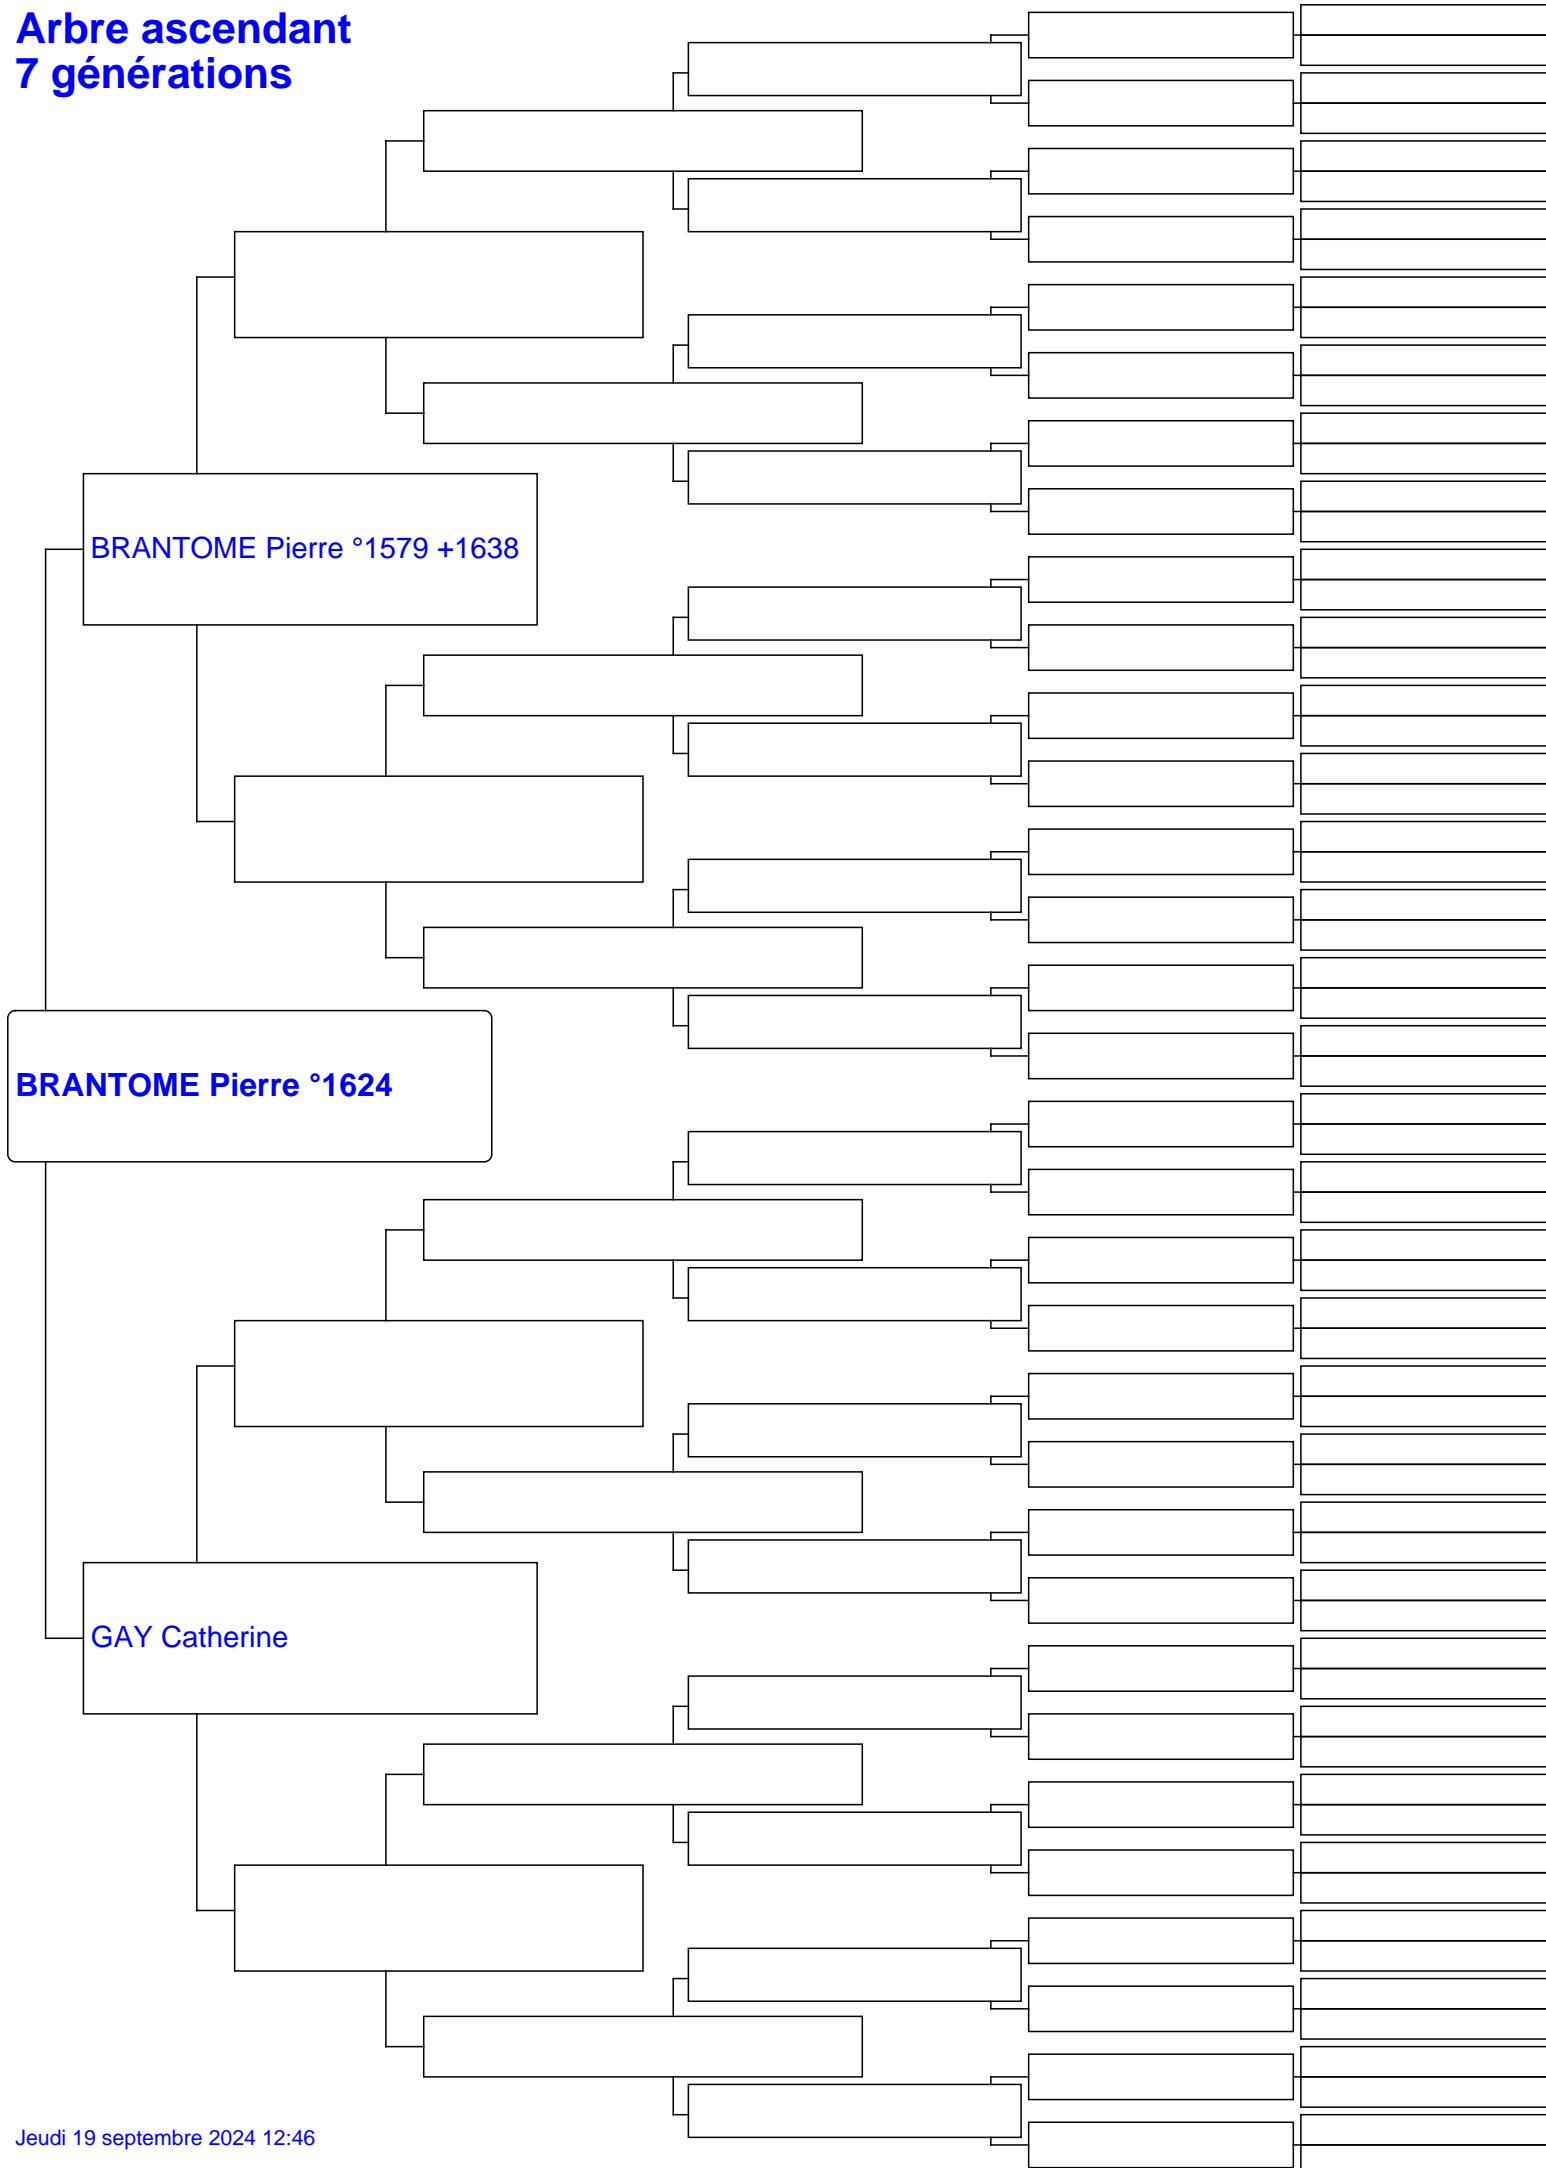 Arbre ascendant
7 générations
BRANTOME Pierre °1579 +1638
BRANTOME Pierre °1624
GAY Catherine
Jeudi 19 septembre 2024 12:46